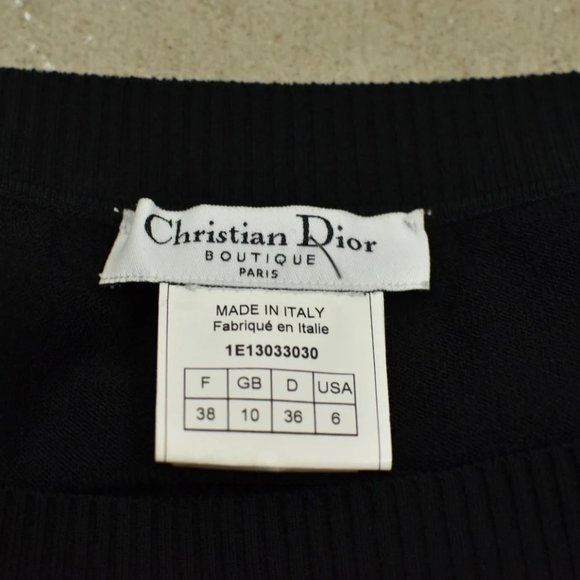 Christian Dior
BOUTIQUE
PARIS
MADE IN ITALY
Fabriqué en Italie
1E13033030
F GB D USA
38 10 36 6